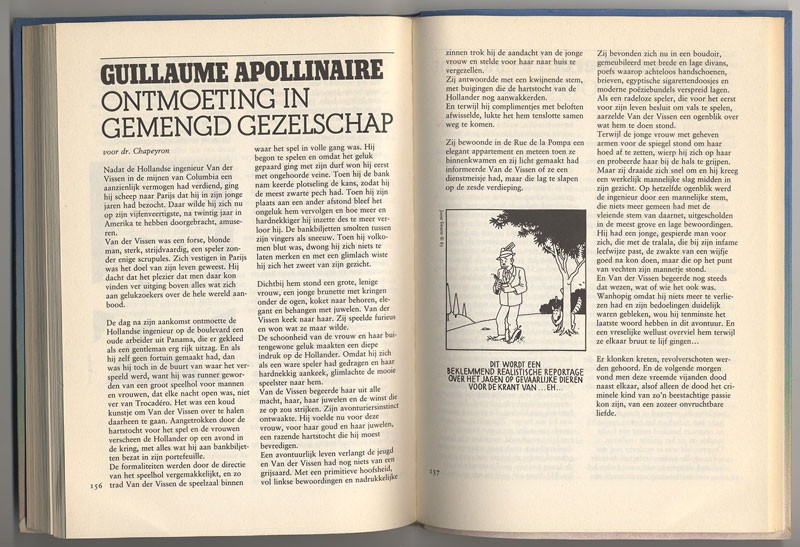 GUILLAUME APOLLINAIRE
ONTMOETING IN
GEMENGD GEZELSCHAP
voor dr. Chapeyron
Nadat de Hollandse ingenieur Van der
Vissen in de mijnen van Columbia een
aanzienlijk vermogen had verdiend, ging
hij scheep naar Parijs dat hij in zijn jonge
jaren had bezocht. Daar wilde hij zich nu
op zijn vijfenveertigste, na twintig jaar in
Amerika te hebben doorgebracht, amuse-
ren.
Van der Vissen was een forse, blonde
man, sterk, strijdvaardig, een speler zon-
der enige scrupules. Zich vestigen in Parijs
was het doel van zijn leven geweest. Hij
dacht dat het plezier dat men daar kon
vinden ver uitging boven alles wat zich
aan gelukzoekers over de hele wereld aan-
bood.
De dag na zijn aankomst ontmoette de
Hollandse ingenieur op de boulevard een
oude arbeider uit Panama, die er gekleed
als een gentleman erg rijk uitzag. En als
hij zelf geen fortuin gemaakt had, dan
was hij toch in de buurt van waar het ver-
speeld werd, want hij was runner gewor-
den van een groot speelhol voor mannen
en vrouwen, dat elke nacht open was, niet
ver van Trocadéro. Het was een koud
kunstje om Van der Vissen over te halen
daarheen te gaan. Aangetrokken door de
hartstocht voor het spel en de vrouwen
verscheen de Hollander op een avond in
de kring, met alles wat hij aan bankbiljet-
ten bezat in zijn portefeuille.
De formaliteiten werden door de directie
van het speelhol vergemakkelijkt, en zo
trad Van der Vissen de speelzaal binnen
156
waar het spel in volle gang was. Hij
begon te spelen en omdat het geluk
gepaard ging met zijn durf won hij eerst
met ongehoorde veine. Toen hij de bank
nam keerde plotseling de kans, zodat hij
de meest zwarte pech had. Toen hij zijn
plaats aan een ander afstond bleef het
ongeluk hem vervolgen en boe meer en
hardnekkiger hij inzette des te meer ver-
loor hij. De bankbiljetten smolten tussen
zijn vingers als sneeuw. Toen hij volko-
men blut was, dwong hij zich niets te
laten merken en met een glimlach wiste
hij zich het zweet van zijn gezicht.
Dichtbij hem stond een grote, lenige
vrouw, een jonge brunette met kringen
onder de ogen, koket naar behoren, ele-
gant en behangen met juwelen. Van der
Vissen keek naar haar. Zij speelde furieus
en won wat ze maar wilde.
De schoonheid van de vrouw en haar bui-
tengewone geluk maakten een diepe
indruk op de Hollander. Omdat hij zich
als een ware speler had gedragen en haar
hardnekkig aankeek, glimlachte de mooie
speelster naar hem.
Van de Vissen begeerde haar uit alle
macht, haar, haar juwelen en de winst die
ze op zou strijken. Zijn avonturiersinstinct
ontwaakte. Hij voelde nu voor deze
vrouw, voor haar goud en haar juwelen,
een razende hartstocht die hij moest
bevredigen.
Een avontuurlijk leven verlangt de jeugd
en Van der Vissen had nog niets van een
grijsaard. Met een primitieve hoofsheid,
vol linkse bewoordingen en nadrukkelijke
zinnen trok hij de aandacht van de jonge
vrouw en stelde voor haar naar huis te
vergezellen.
Zij antwoordde met een kwijnende stem,
met buigingen die de hartstocht van de
Hollander nog aanwakkerden.
En terwijl hij complimentjes met beloften
afwisselde, lukte het hem tenslotte samen
weg te komen.
Zij bewoonde in de Rue de la Pompa een
elegant appartement en meteen toen ze
binnenkwamen en zij licht gemaakt had
informeerde Van der Vissen of ze een
dienstmeisje had, maar die lag te slapen
op de zesde verdieping.
joost swarte © 83
DIT WORDT EEN
BEKLEMMEND REALISTISCHE REPORTAGE
OVER HET JAGEN OP GEVAARLIJKE DIEREN
VOOR DE KRANT VAN ...EH...
157
Zij bevonden zich nu in een boudoir,
gemeubileerd met brede en lage divans,
poefs waarop achteloos handschoenen,
brieven, egyptische sigarettendoosjes en
moderne poëziebundels verspreid lagen.
Als een radeloze speler, die voor het eerst
voor zijn leven besluit om vals te spelen,
aarzelde Van der Vissen een ogenblik over
wat hem te doen stond.
Terwijl de jonge vrouw met geheven
armen voor de spiegel stond om haar
hoed af te zetten, wierp hij zich op haar
en probeerde haar bij de hals te grijpen.
Maar zij draaide zich snel om en hij kreeg
een werkelijk mannelijke slag midden in
zijn gezicht. Op hetzelfde ogenblik werd
de ingenieur door een mannelijke stem,
die niets meer gemeen had met de
vleiende stem van daarnet, uitgescholden
in de meest grove en lage bewoordingen.
Hij had een jonge, gespierde man voor
zich, die met de tralala, die bij zijn infame
leefwijze past, de zwakte van een wijfje
goed na kon doen, maar die op het punt
van vechten zijn mannetje stond.
En Van der Vissen begeerde nog steeds
dat wezen, wat of wie het ook was.
Wanhopig omdat hij niets meer te verlie-
zen had en zijn bedoelingen duidelijk
waren gebleken, wou hij tenminste het
laatste woord hebben in dit avontuur. En
een vreselijke wellust overviel hem terwijl
ze elkaar bruut te lijf gingen...
Er klonken kreten, revolverschoten wer-
den gehoord. En de volgende morgen
vond men deze vreemde vijanden dood
naast elkaar, alsof alleen de dood het cri-
minele kind van zo'n beestachtige passie
kon zijn, van een zozeer onvruchtbare
liefde.